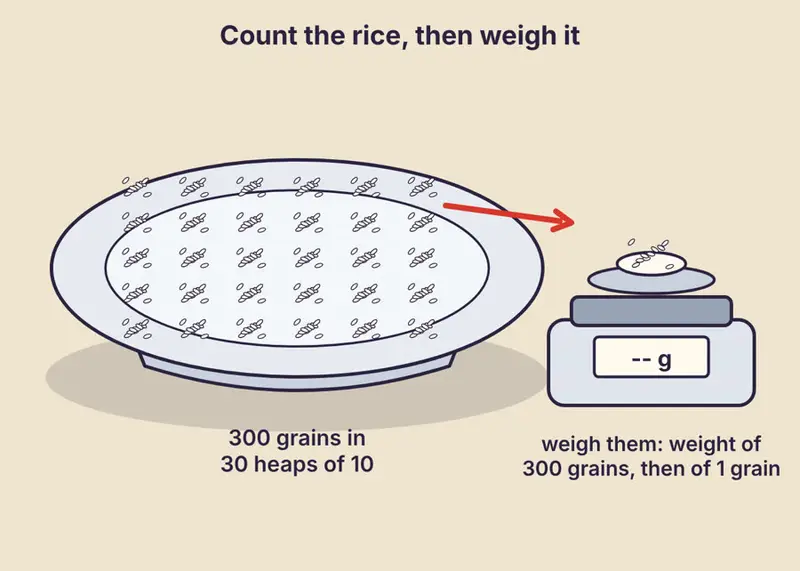 Count the rice, then weigh it
-- g
300 grains in
30 heaps of 10
weigh them: weight of
300 grains, then of 1 grain